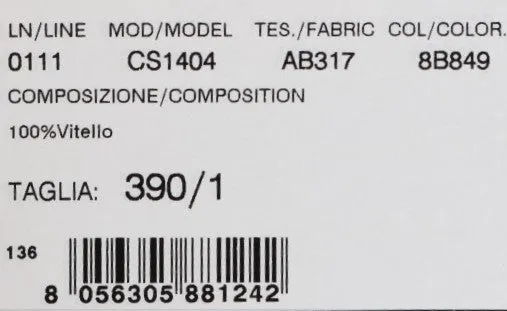 LN/LINE MOD/MODEL TES./FABRIC COL/COLOR.
0111 CS1404 AB317 8B849
COMPOSIZIONE/COMPOSITION
100%Vitello
TAGLIA: 390/1
136
8 056305 881242